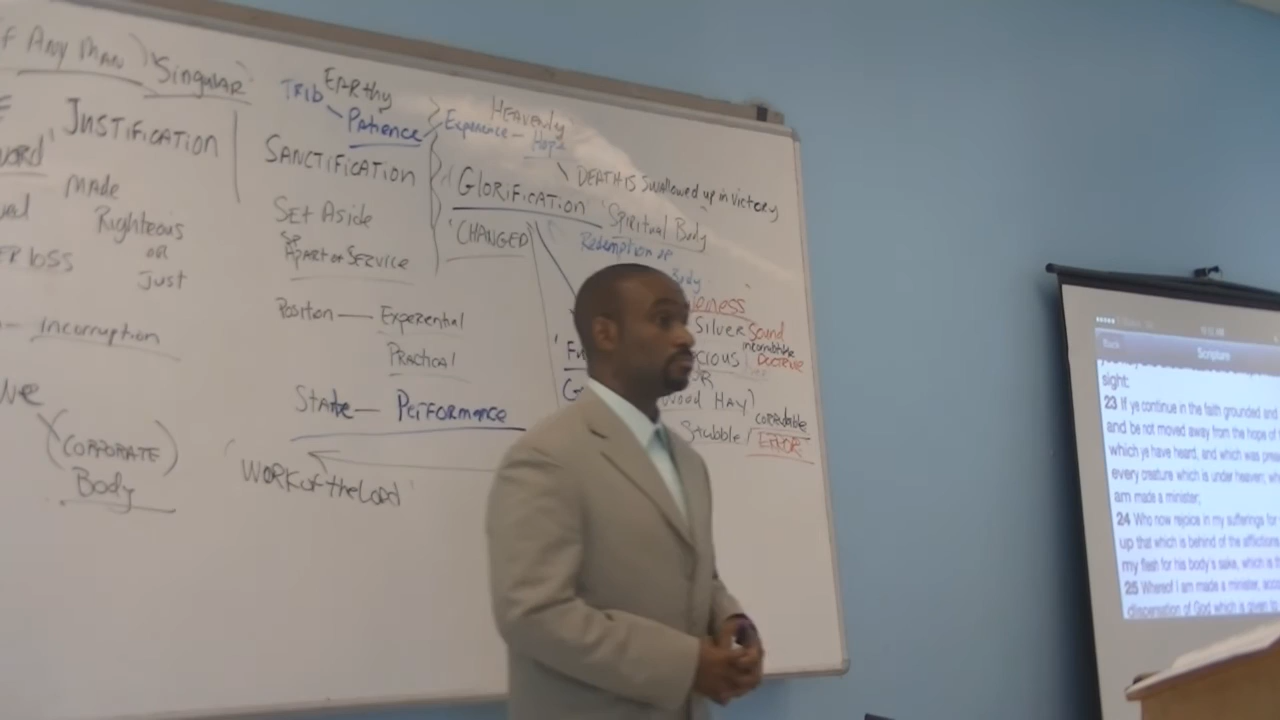 f Any Man) "Singular"
JUSTIFICATION
Made
Righteous
OR
Just
Incorruption
(CORPORATE)
Body
EARthy
TRIB
Patience
SANCTIFICATION
SET Aside
APART or SERVICE
Position — Experiential
PRActical
State — PERFORMANCE
WORK of the Lord
HEAVENLY
Experience — Hope
DEATH IS Swallowed up in victory
GloRiFicATION "Spiritual Body"
'CHANGED'
Redemption of
Body
Silver Sound
incorruptible
Doctrine
OR
Wood HAY
corruptible
Stubble / ERROR
Back
Scripture
sight:
23 If ye continue in the faith grounded and
and be not moved away from the hope of
which ye have heard, and which was
every creature which is under heaven;
am made a minister;
24 Who now rejoice in my sufferings for
up that which is behind of the afflictions
my flesh for his body's sake, which is
25 Whereof I am made a minister,
dispensation of God which is given to